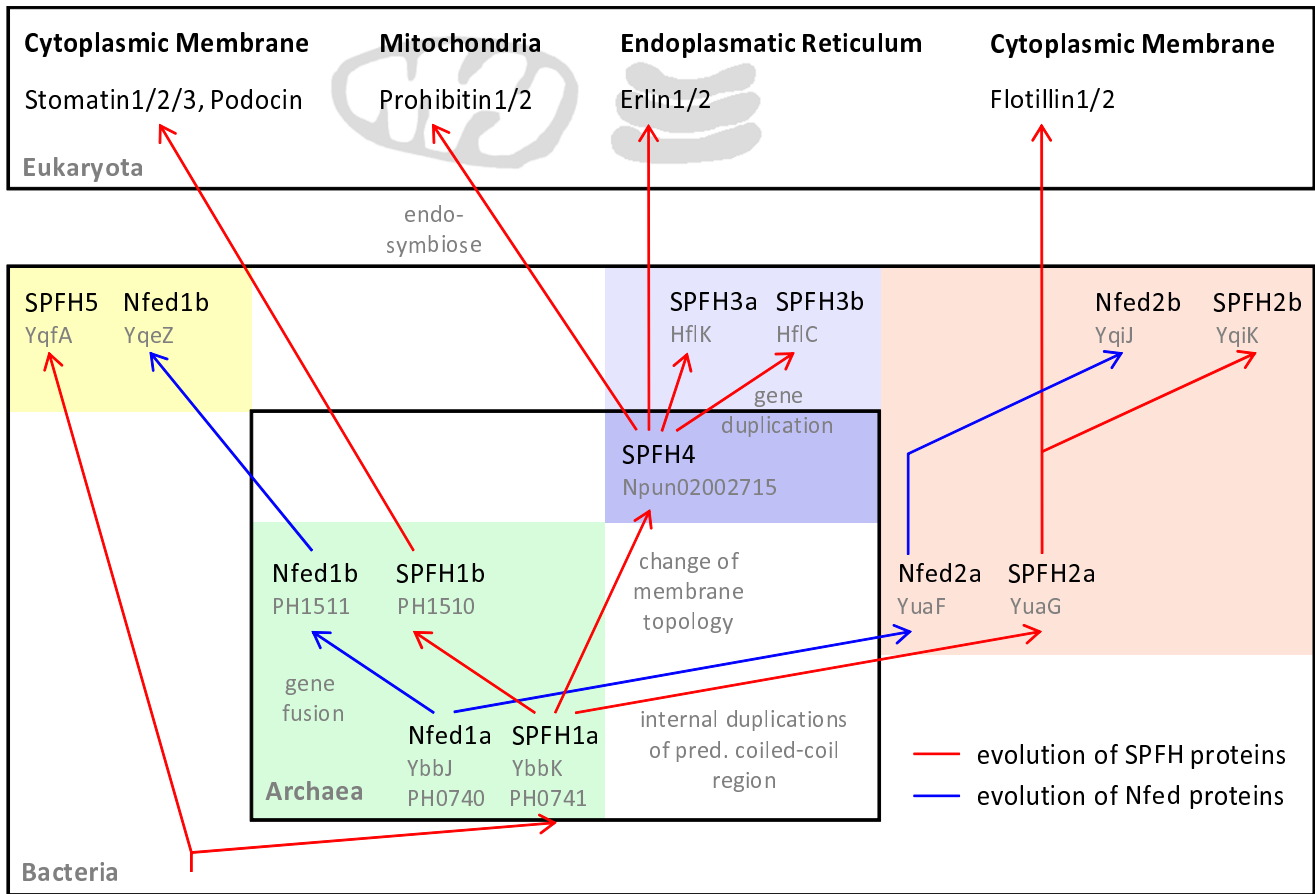 Cytoplasmic Membrane
Mitochondria
Endoplasmatic Reticulum
Cytoplasmic Membrane
Stomatin1/2/3, Podocin
Prohibitin1/2
Erlin1/2
Flotillin1/2
Eukaryota
endo-
symbiose
SPFH5
Nfed1b
YqfA
YqeZ
SPFH3a
SPFH3b
HflK
HflC
gene
duplication
Nfed2b
SPFH2b
YqiJ
YqiK
SPFH4
Npun02002715
Nfed1b
SPFH1b
PH1511
PH1510
change of
membrane
topology
Nfed2a
SPFH2a
YuaF
YuaG
gene
fusion
Nfed1a
SPFH1a
YbbJ
YbbK
PH0740
PH0741
internal duplications
of pred. coiled-coil
region
Archaea
evolution of SPFH proteins
evolution of Nfed proteins
Bacteria